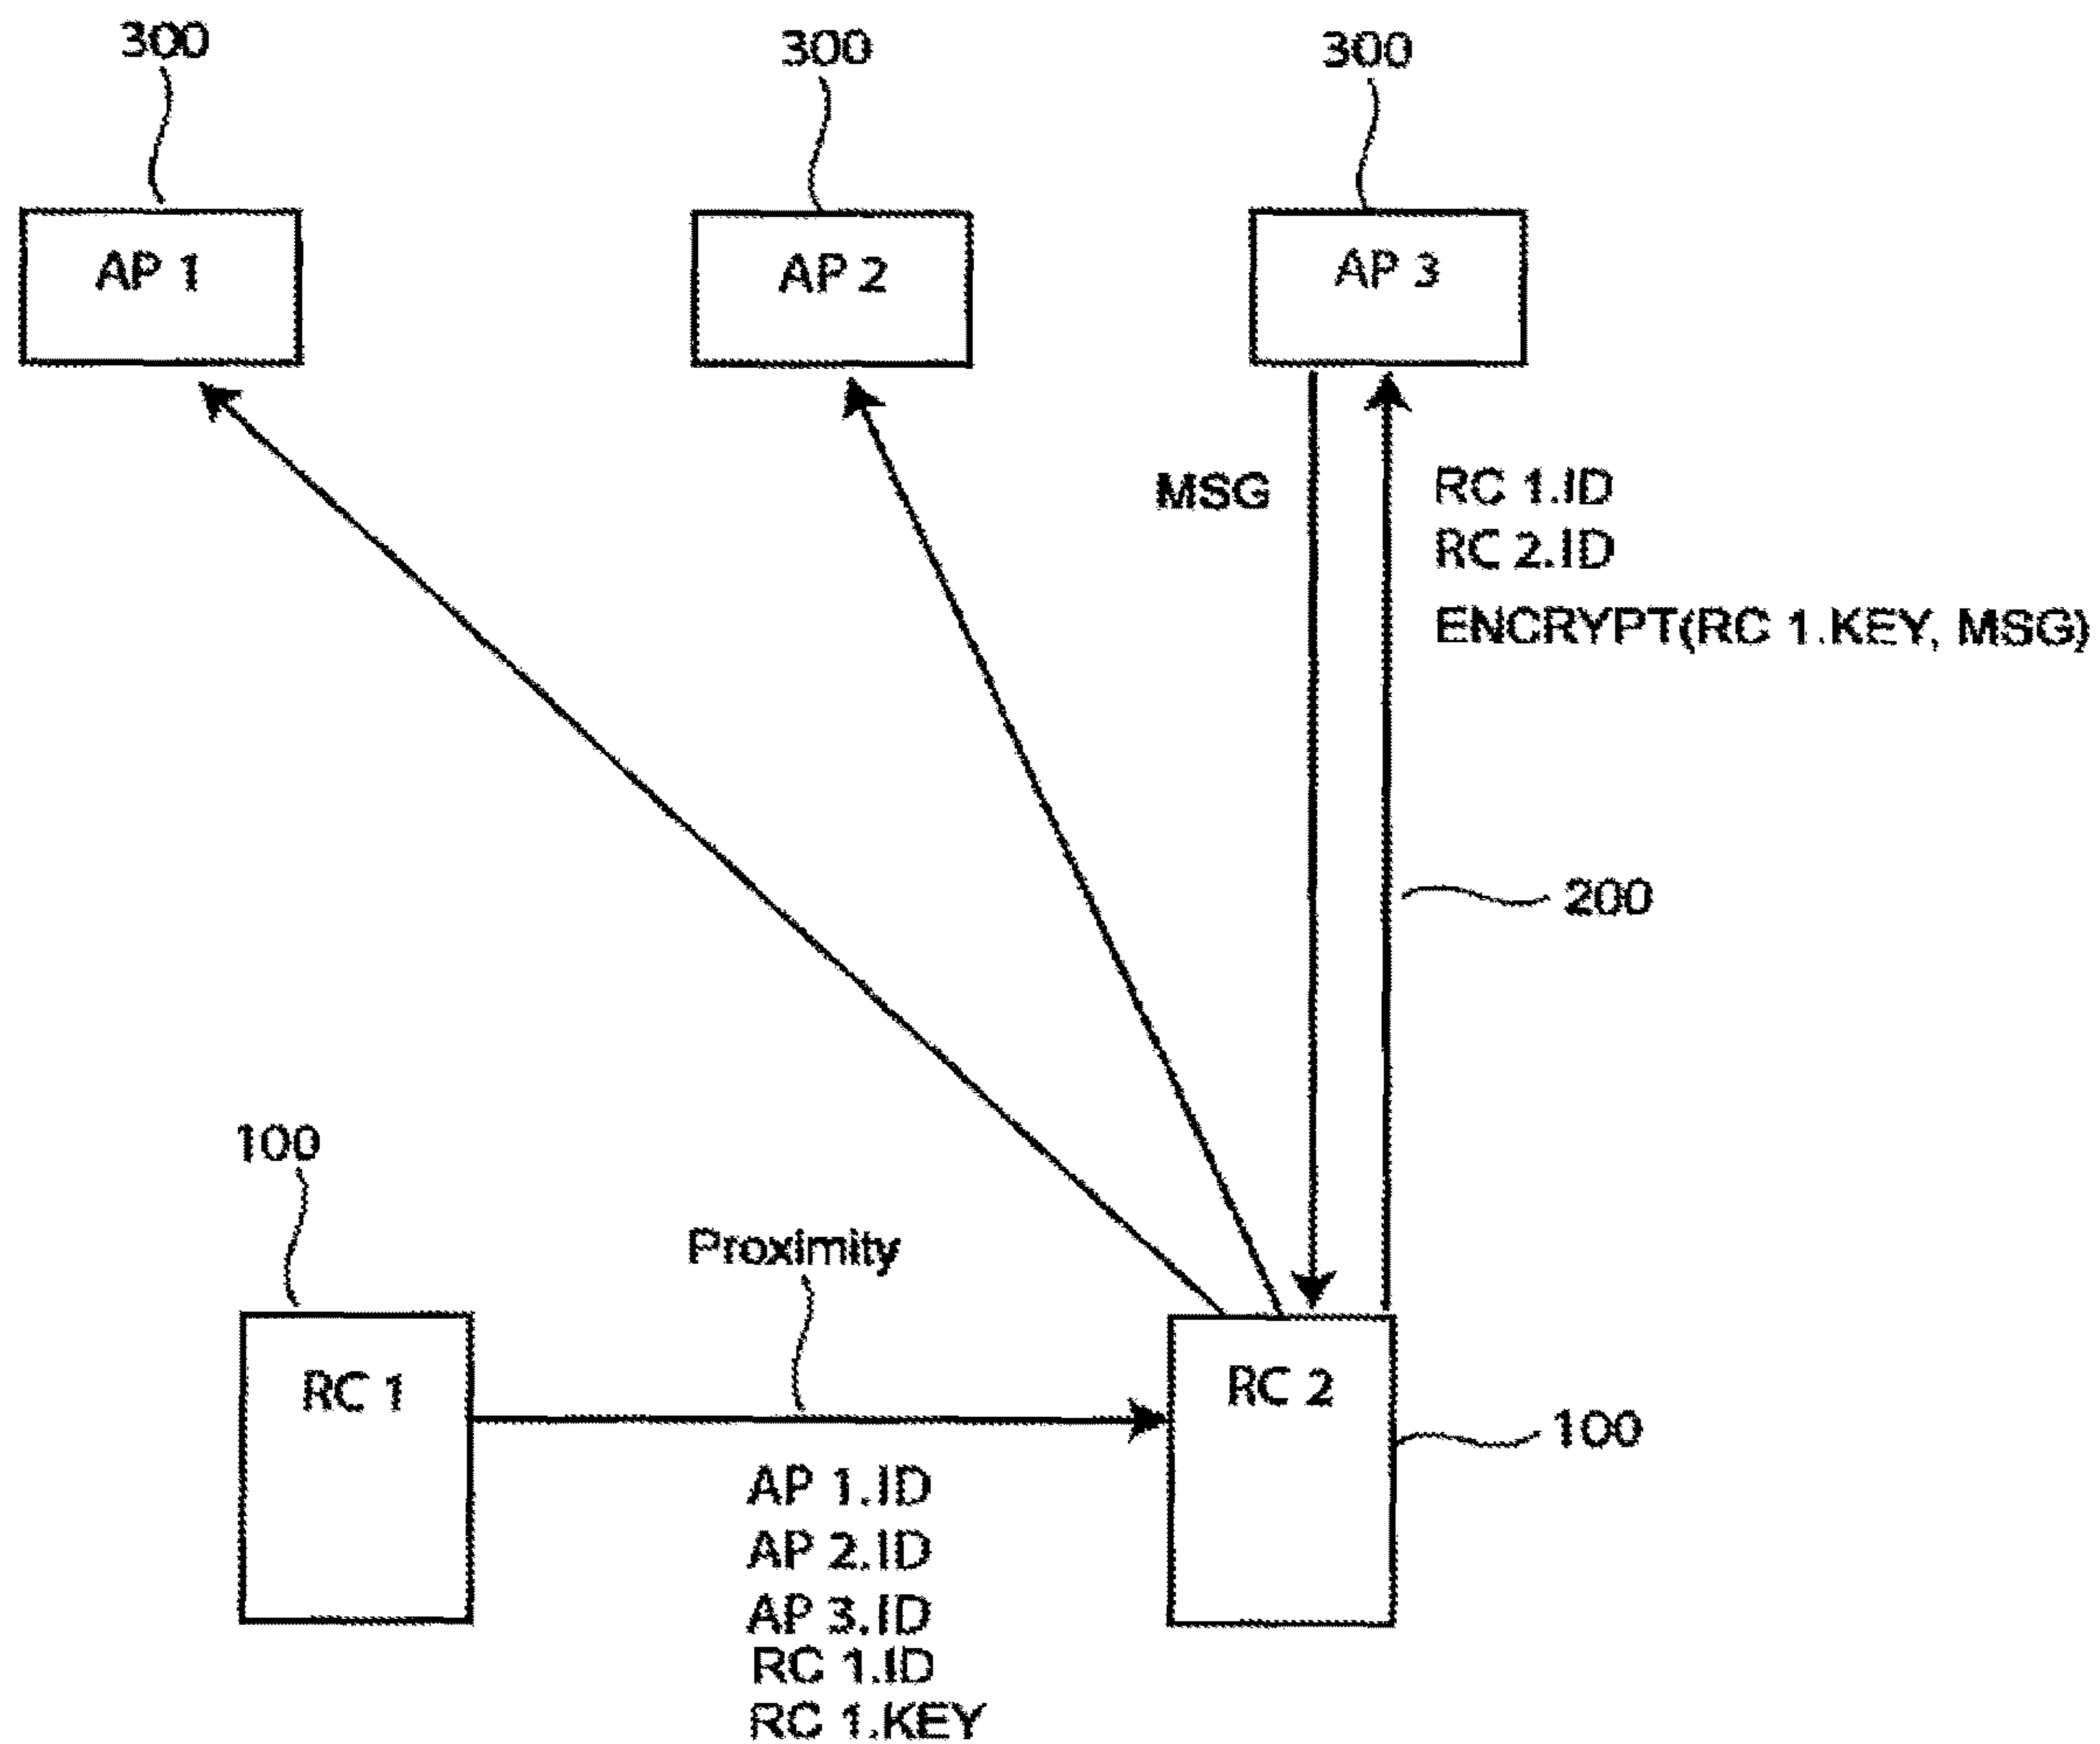 300
300
300
AP 1
AP 2
AP 3
MSG
RC 1.ID
RC 2.ID
ENCRYPT(RC 1.KEY, MSG)
200
100
Proximity
RC 1
RC 2
100
AP 1.ID
AP 2.ID
AP 3.ID
RC 1.ID
RC 1.KEY